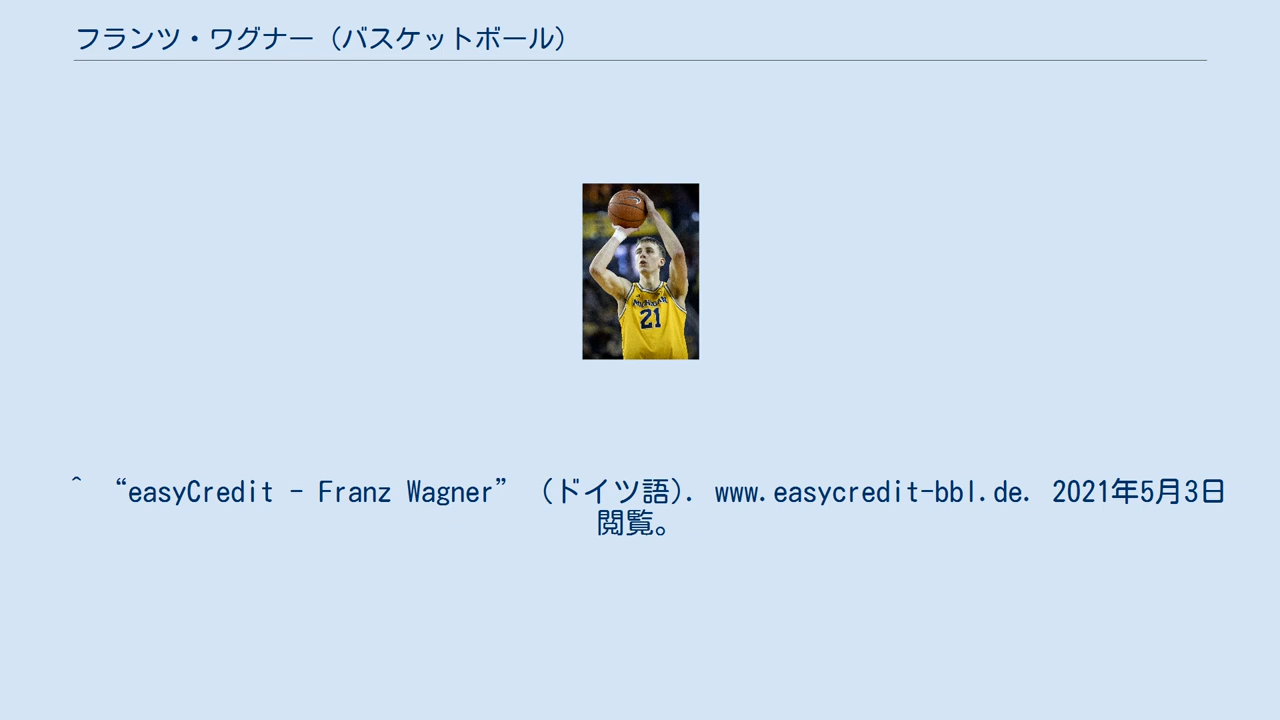 フランツ・ワグナー（バスケットボール）
MICHIGAN
21
^ “easyCredit - Franz Wagner” （ドイツ語）. www.easycredit-bbl.de. 2021年5月3日
閲覧。